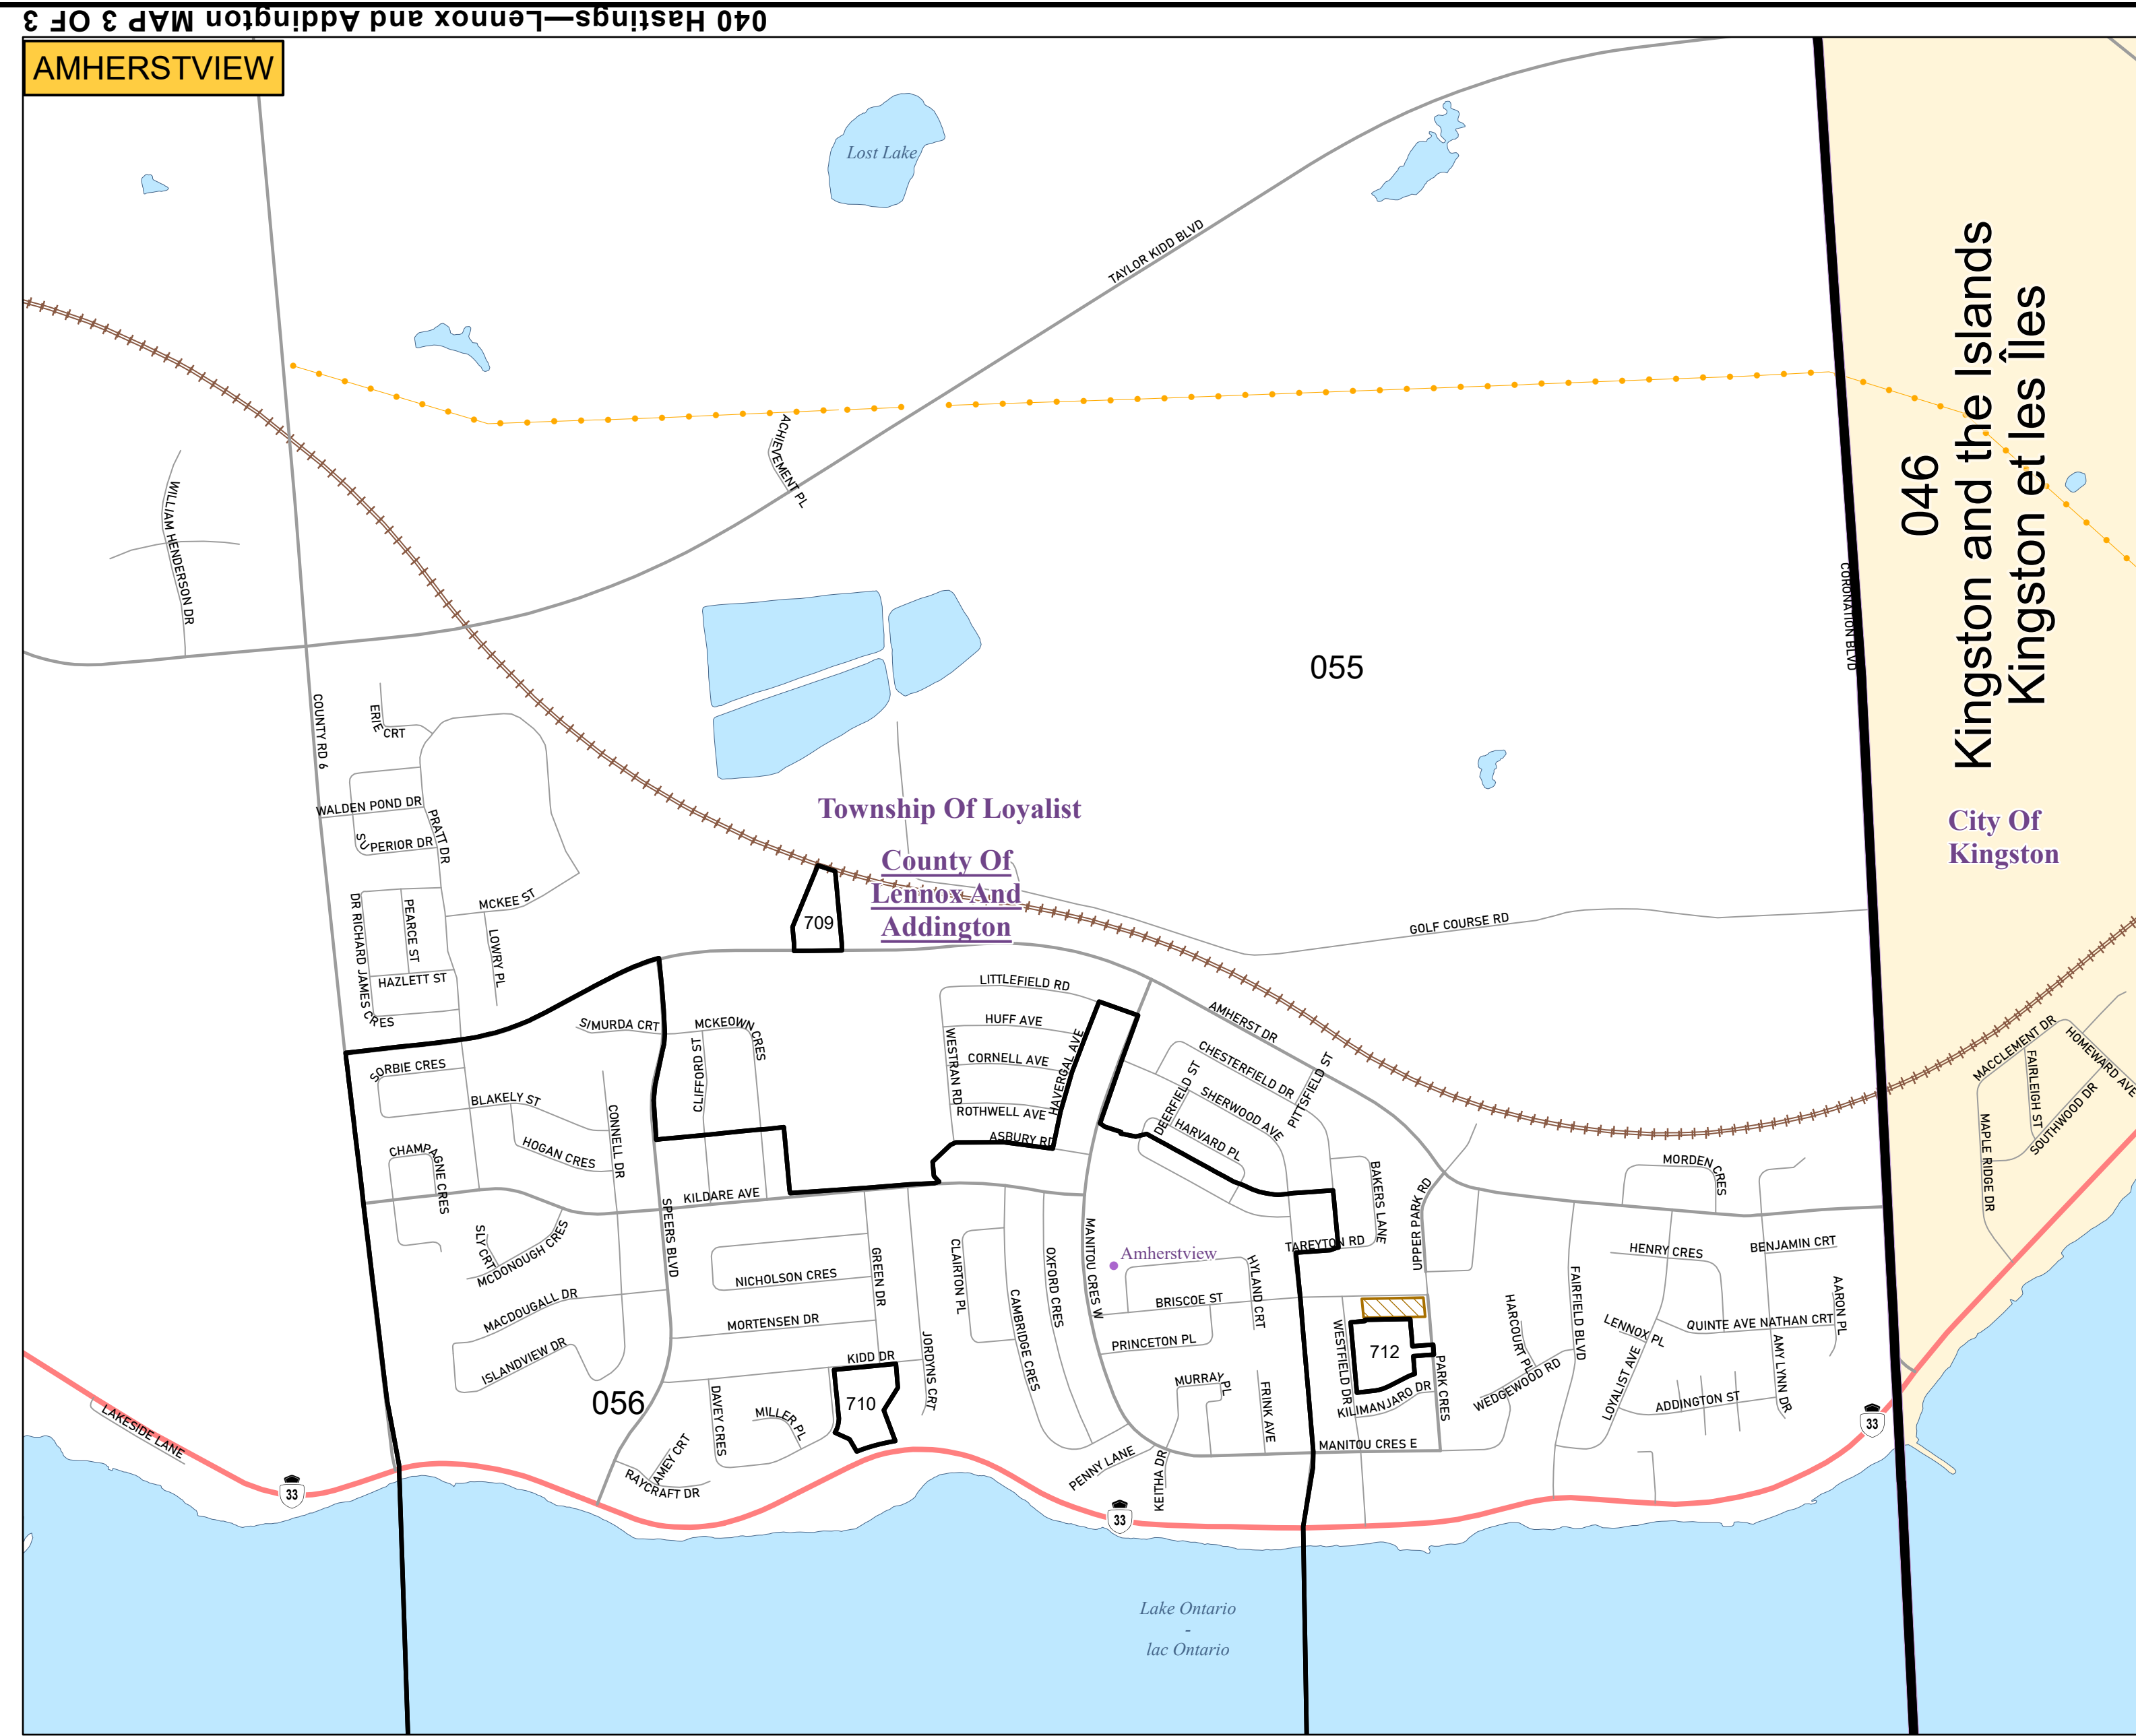 040 Hastings—Lennox and Addington MAP 3 OF 3
AMHERSTVIEW
Lost Lake
TAYLOR KIDD BLVD
ACHIEVEMENT PL
WILLIAM HENDERSON DR
046
Kingston and the Islands
Kingston et les Îles
CORONATION BLVD
055
COUNTY RD 6
ERIE CRT
WALDEN POND DR
SUPERIOR DR
PRATT DR
Township Of Loyalist
County Of
Lennox And
Addington
City Of
Kingston
DR RICHARD JAMES CRES
PEARCE ST
MCKEE ST
LOWRY PL
HAZLETT ST
709
GOLF COURSE RD
LITTLEFIELD RD
HUFF AVE
CORNELL AVE
WESTRAN RD
HAVERGAL AVE
ROTHWELL AVE
ASBURY RD
AMHERST DR
S/MURDA CRT
MCKEOWN CRES
CLIFFORD ST
SORBIE CRES
BLAKELY ST
HOGAN CRES
CONNELL DR
CHAMPAGNE CRES
CHESTERFIELD DR
PITTSFIELD ST
DEERFIELD ST
SHERWOOD AVE
HARVARD PL
MACCLEMENT DR
HOMEWARD AVE
FAIRLEIGH ST
SOUTHWOOD DR
MAPLE RIDGE DR
MORDEN CRES
BAKERS LANE
UPPER PARK RD
KILDARE AVE
SPEERS BLVD
SLY CRT
MCDONOUGH CRES
MACDOUGALL DR
ISLANDVIEW DR
NICHOLSON CRES
GREEN DR
MORTENSEN DR
KIDD DR
JORDYNS CRT
CLAIRTON PL
CAMBRIDGE CRES
OXFORD CRES
MANITOU CRES W
Amherstview
TAREYTON RD
HYLAND CRT
BRISCOE ST
PRINCETON PL
HENRY CRES
BENJAMIN CRT
FAIRFIELD BLVD
AARON PL
HARCOURT PL
LENNOX PL
QUINTE AVE
NATHAN CRT
WESTFIELD DR
712
PARK CRES
KILIMANJARO DR
WEDGEWOOD RD
LOYALIST AVE
ADDINGTON ST
AMY LYNN DR
056
710
DAVEY CRES
MILLER PL
AMEY CRT
RAYCRAFT DR
MURRAY PL
FRINK AVE
MANITOU CRES E
PENNY LANE
KEITHA DR
LAKESIDE LANE
33
33
33
Lake Ontario
-
lac Ontario